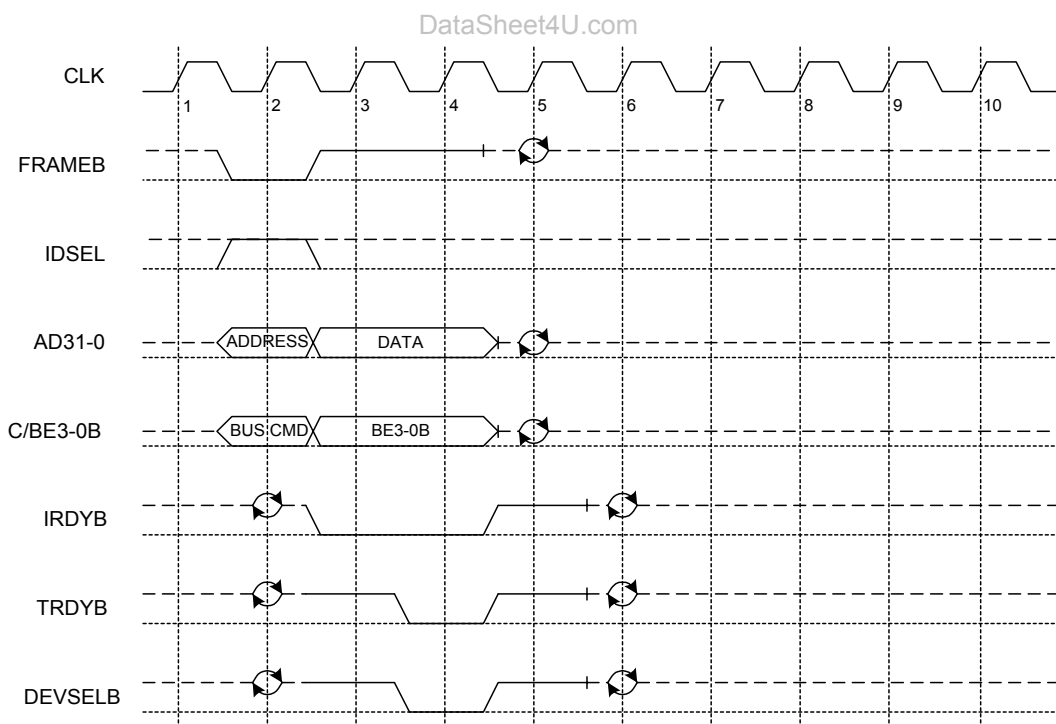 DataSheet4U.com
CLK
1 2 3 4 5 6 7 8 9 10
FRAMEB
IDSEL
AD31-0 ADDRESS DATA
C/BE3-0B BUS CMD BE3-0B
IRDYB
TRDYB
DEVSELB